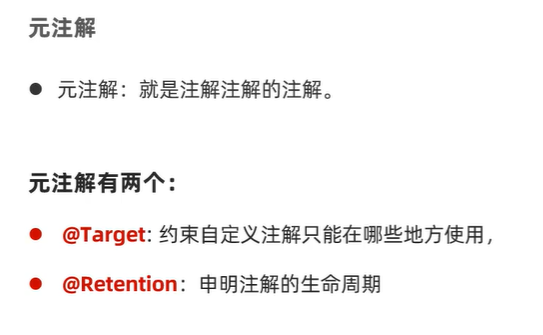 元注解
● 元注解：就是注解注解的注解。
元注解有两个：
● @Target: 约束自定义注解只能在哪些地方使用，
● @Retention：申明注解的生命周期